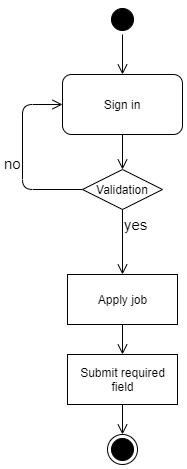 Sign in
no
Validation
yes
Apply job
Submit required
field